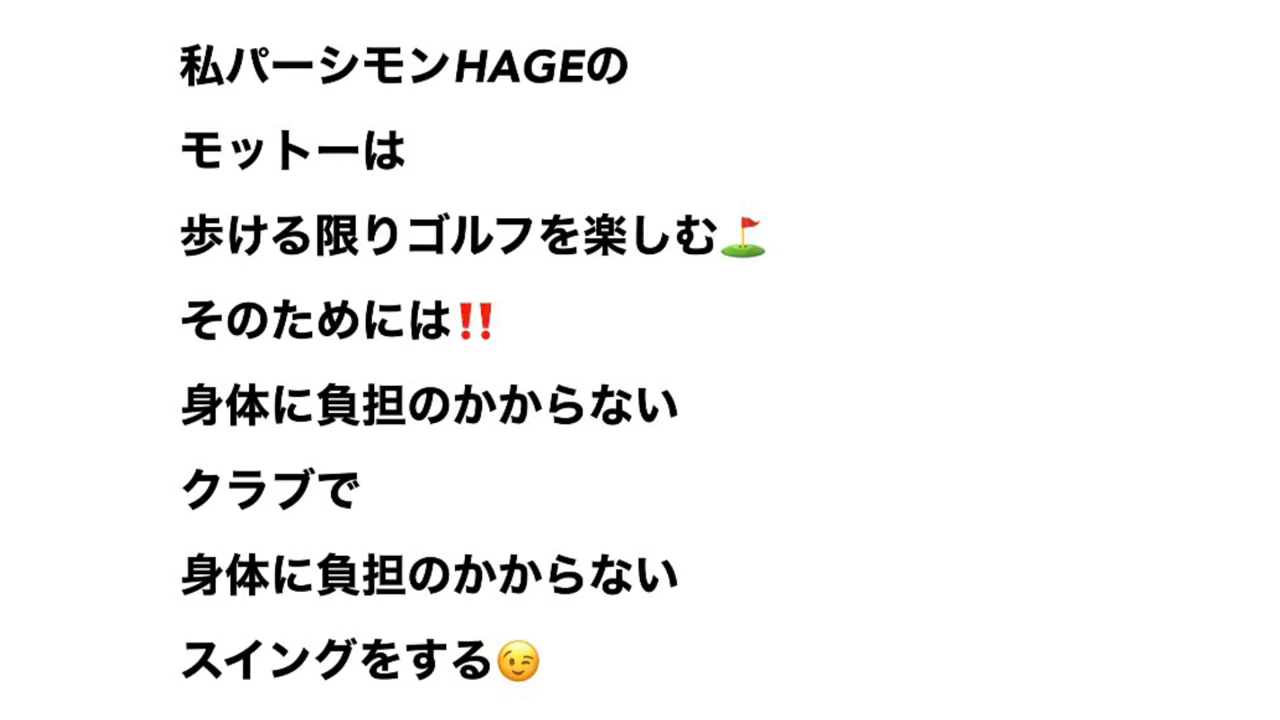 私パーシモンHAGEの
モットーは
歩ける限りゴルフを楽しむ⛳
そのためには‼️
身体に負担のかからない
クラブで
身体に負担のかからない
スイングをする😉